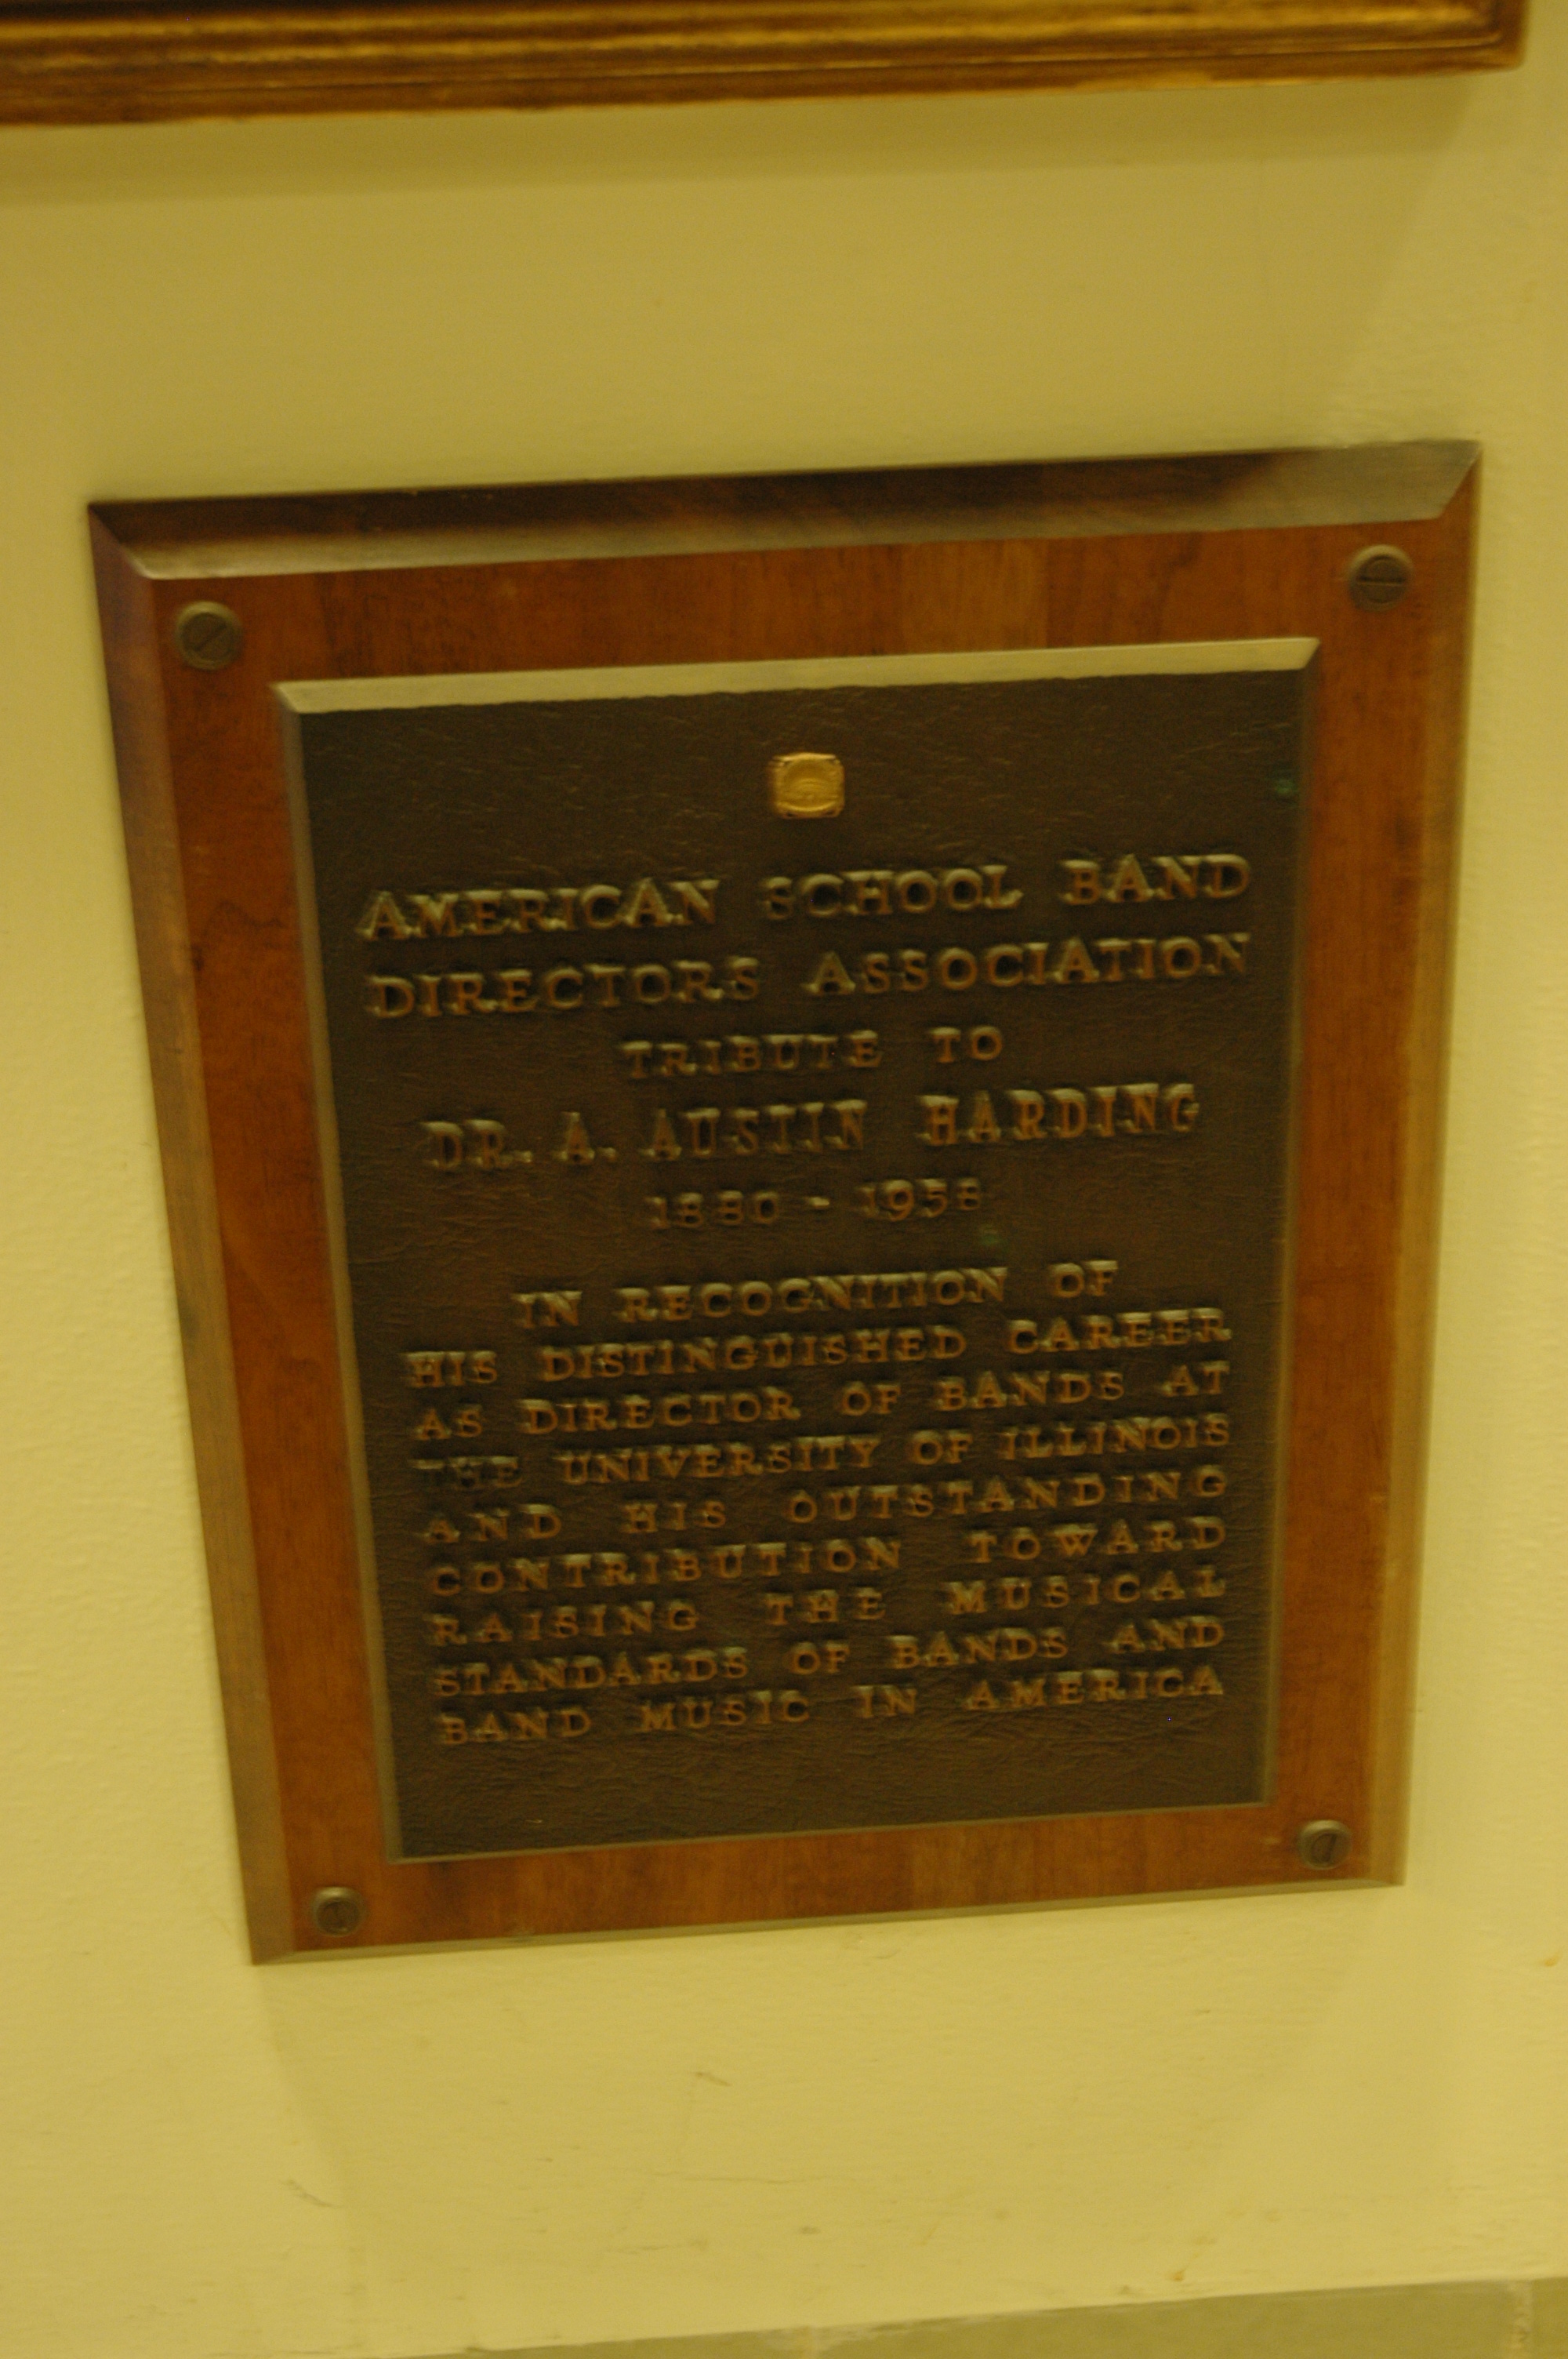 AMERICAN SCHOOL BAND
DIRECTORS ASSOCIATION
TRIBUTE TO
DR. A. AUSTIN HARDING
1880 - 1958
IN RECOGNITION OF
HIS DISTINGUISHED CAREER
AS DIRECTOR OF BANDS AT
THE UNIVERSITY OF ILLINOIS
AND HIS OUTSTANDING
CONTRIBUTION TOWARD
RAISING THE MUSICAL
STANDARDS OF BANDS AND
BAND MUSIC IN AMERICA